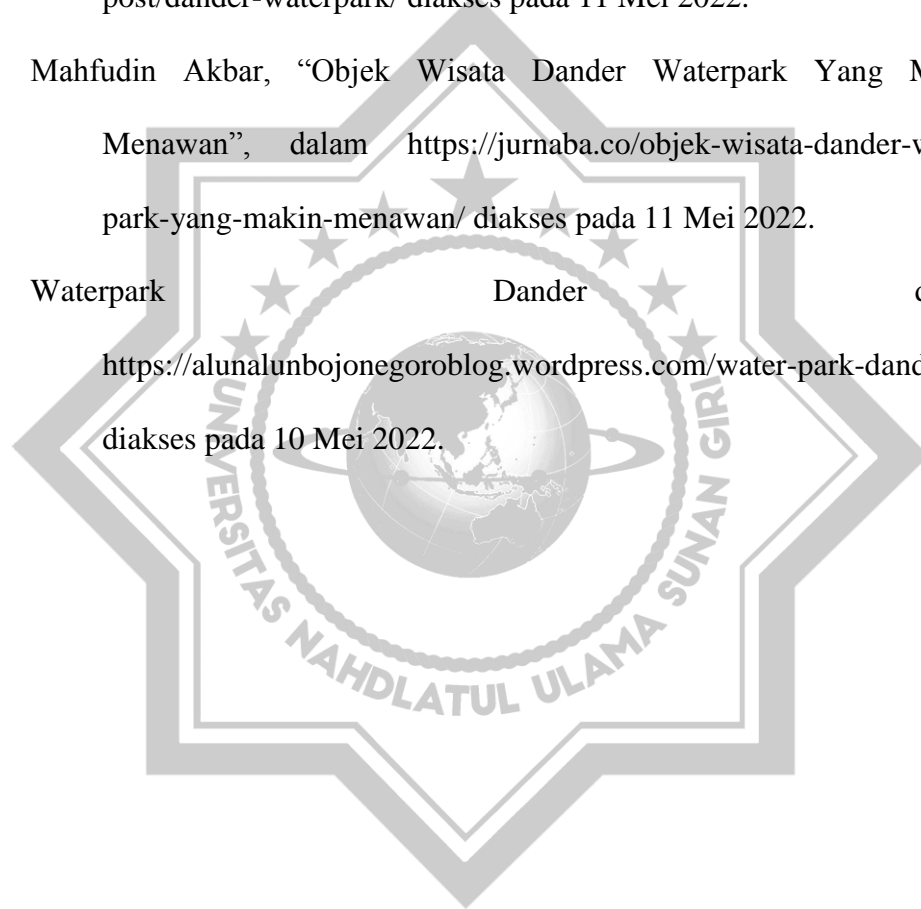 post/dander-waterpark/ diakses pada 11 Mei 2022.
Mahfudin Akbar, “Objek Wisata Dander Waterpark Yang
Menawan”, dalam https://jurnaba.co/objek-wisata-dander-
park-yang-makin-menawan/ diakses pada 11 Mei 2022.
Waterpark Dander
https://alunalunbojonegoroblog.wordpress.com/water-park-dand
diakses pada 10 Mei 2022.
UNIVERSITAS NAHDLATUL ULAMA SUNAN GIRI